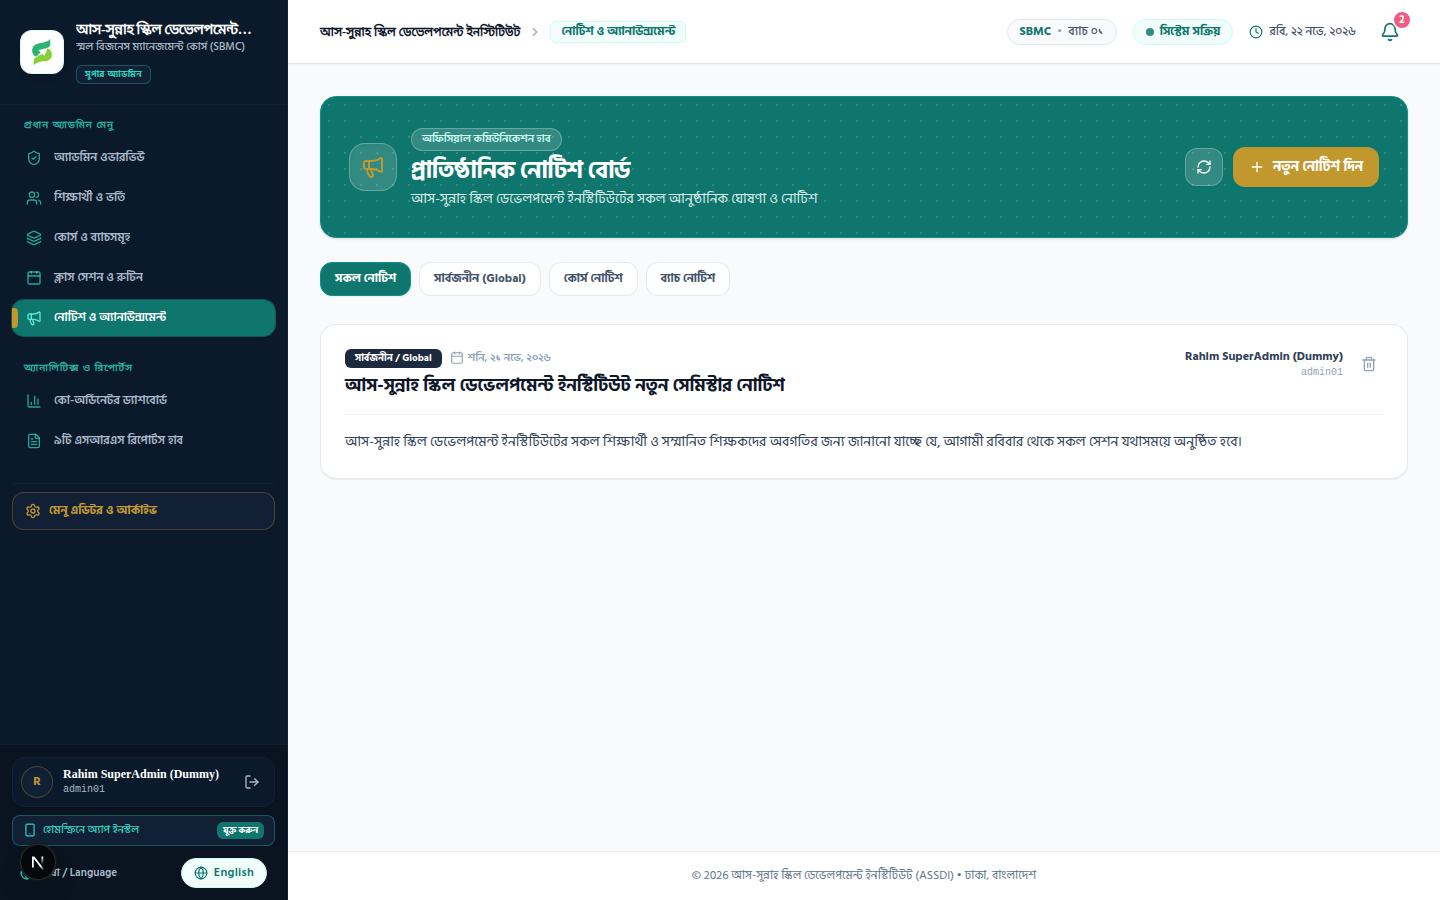 আস-সুন্নাহ স্কিল ডেভেলপমেন্ট...
স্মল বিজনেস ম্যানেজমেন্ট কোর্স (SBMC)
সুপার অ্যাডমিন
প্রধান অ্যাডমিন মেনু
অ্যাডমিন ওভারভিউ
শিক্ষার্থী ও ভর্তি
কোর্স ও ব্যাচসমূহ
ক্লাস সেশন ও রুটিন
নোটিশ ও অ্যানাউন্সমেন্ট
অ্যানালিটিক্স ও রিপোর্টস
কো-অর্ডিনেটর ড্যাশবোর্ড
৯টি এসআরএস রিপোর্টস হাব
মেনু এডিটর ও আর্কাইভ
R
Rahim SuperAdmin (Dummy)
admin01
হোমস্ক্রিনে অ্যাপ ইনস্টল
যুক্ত করুন
N
/ Language
English
আস-সুন্নাহ স্কিল ডেভেলপমেন্ট ইনস্টিটিউট
নোটিশ ও অ্যানাউন্সমেন্ট
SBMC • ব্যাচ ০১
সিস্টেম সক্রিয়
রবি, ২২ নভে, ২০২৬
2
অফিসিয়াল কমিউনিকেশন হাব
প্রাতিষ্ঠানিক নোটিশ বোর্ড
আস-সুন্নাহ স্কিল ডেভেলপমেন্ট ইনস্টিটিউটের সকল আনুষ্ঠানিক ঘোষণা ও নোটিশ
নতুন নোটিশ দিন
সকল নোটিশ
সার্বজনীন (Global)
কোর্স নোটিশ
ব্যাচ নোটিশ
সার্বজনীন / Global
শনি, ২১ নভে, ২০২৬
Rahim SuperAdmin (Dummy)
admin01
আস-সুন্নাহ স্কিল ডেভেলপমেন্ট ইনস্টিটিউট নতুন সেমিস্টার নোটিশ
আস-সুন্নাহ স্কিল ডেভেলপমেন্ট ইনস্টিটিউটের সকল শিক্ষার্থী ও সম্মানিত শিক্ষকদের অবগতির জন্য জানানো যাচ্ছে যে, আগামী রবিবার থেকে সকল সেশন যথাসময়ে অনুষ্ঠিত হবে।
© 2026 আস-সুন্নাহ স্কিল ডেভেলপমেন্ট ইনস্টিটিউট (ASSDI) • ঢাকা, বাংলাদেশ